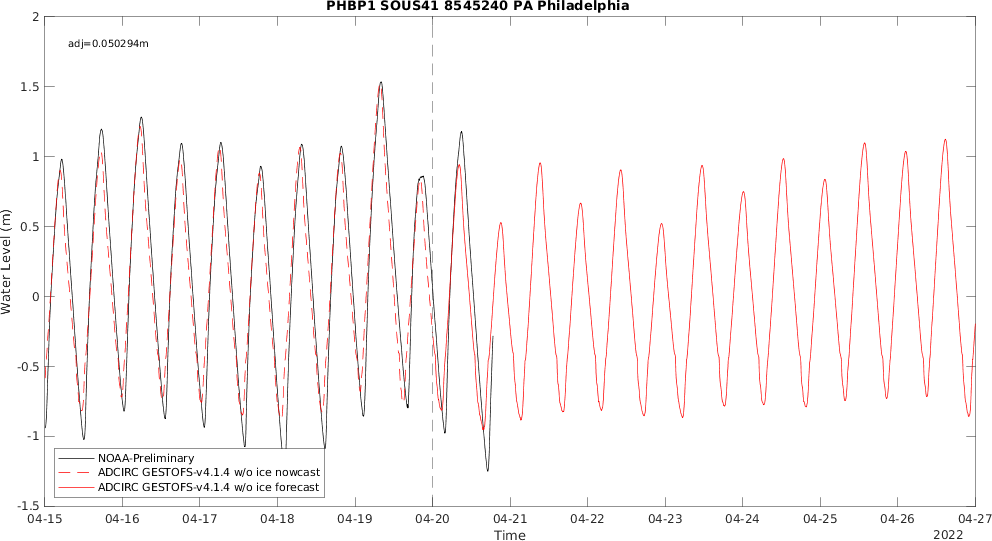 PHBP1 SOUS41 8545240 PA Philadelphia
adj=0.050294m
Water Level (m)
2
1.5
1
0.5
0
-0.5
-1
-1.5
NOAA-Preliminary
ADCIRC GESTOFS-v4.1.4 w/o ice nowcast
ADCIRC GESTOFS-v4.1.4 w/o ice forecast
04-15 04-16 04-17 04-18 04-19 04-20 04-21 04-22 04-23 04-24 04-25 04-26 04-27
Time
2022